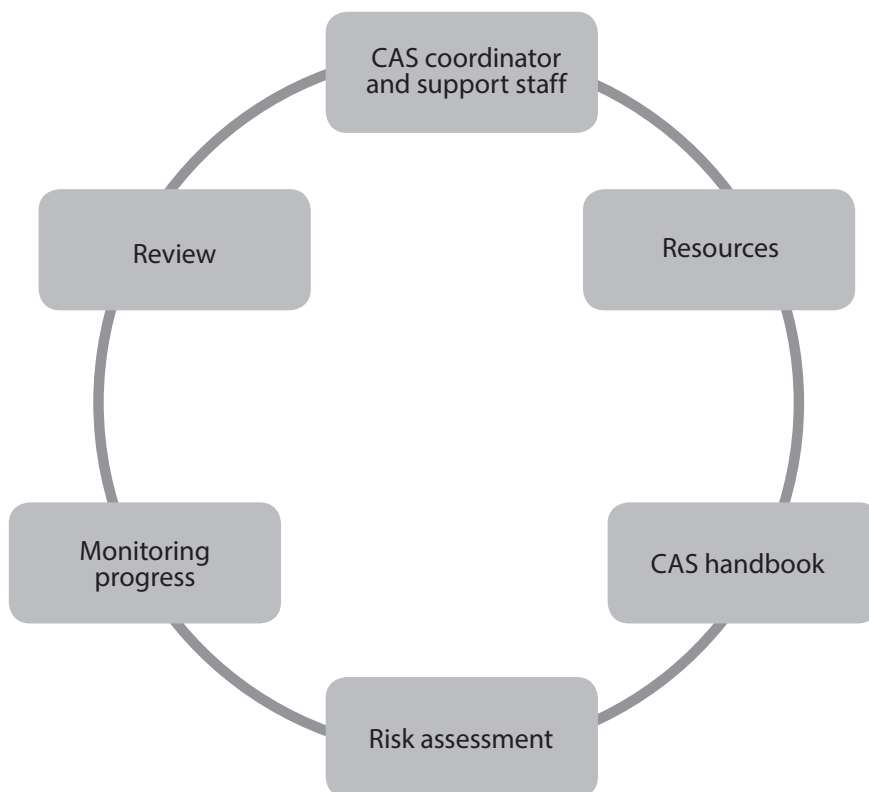 CAS coordinator
and support staff
Review
Resources
Monitoring
progress
CAS handbook
Risk assessment